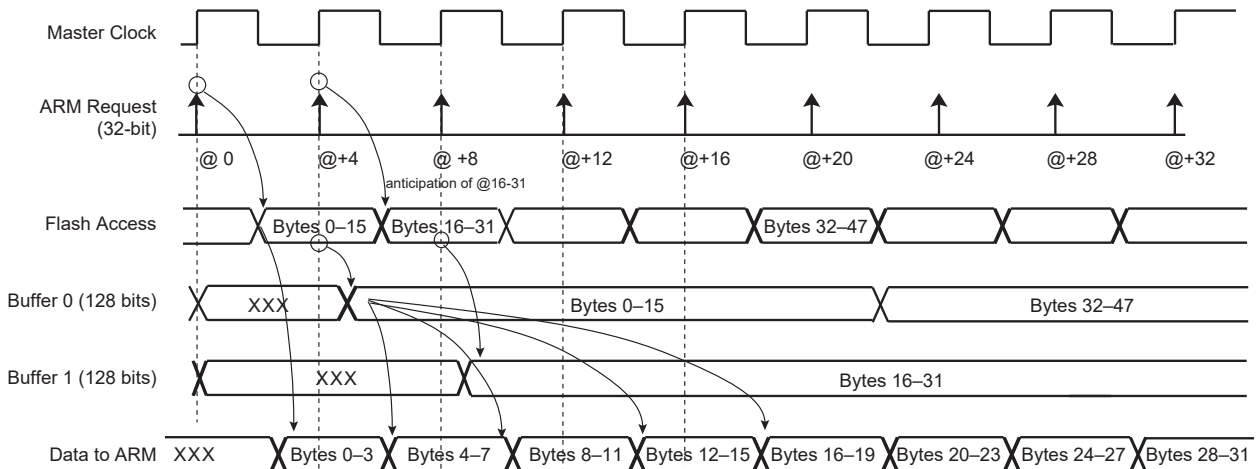 Master Clock
ARM Request
(32-bit)
@ 0 @+4 @ +8 @+12 @+16 @+20 @+24 @+28 @+32
anticipation of @16-31
Flash Access Bytes 0–15 Bytes 16–31 Bytes 32–47
Buffer 0 (128 bits) XXX Bytes 0–15 Bytes 32–47
Buffer 1 (128 bits) XXX Bytes 16–31
Data to ARM XXX Bytes 0–3 Bytes 4–7 Bytes 8–11 Bytes 12–15 Bytes 16–19 Bytes 20–23 Bytes 24–27 Bytes 28–31